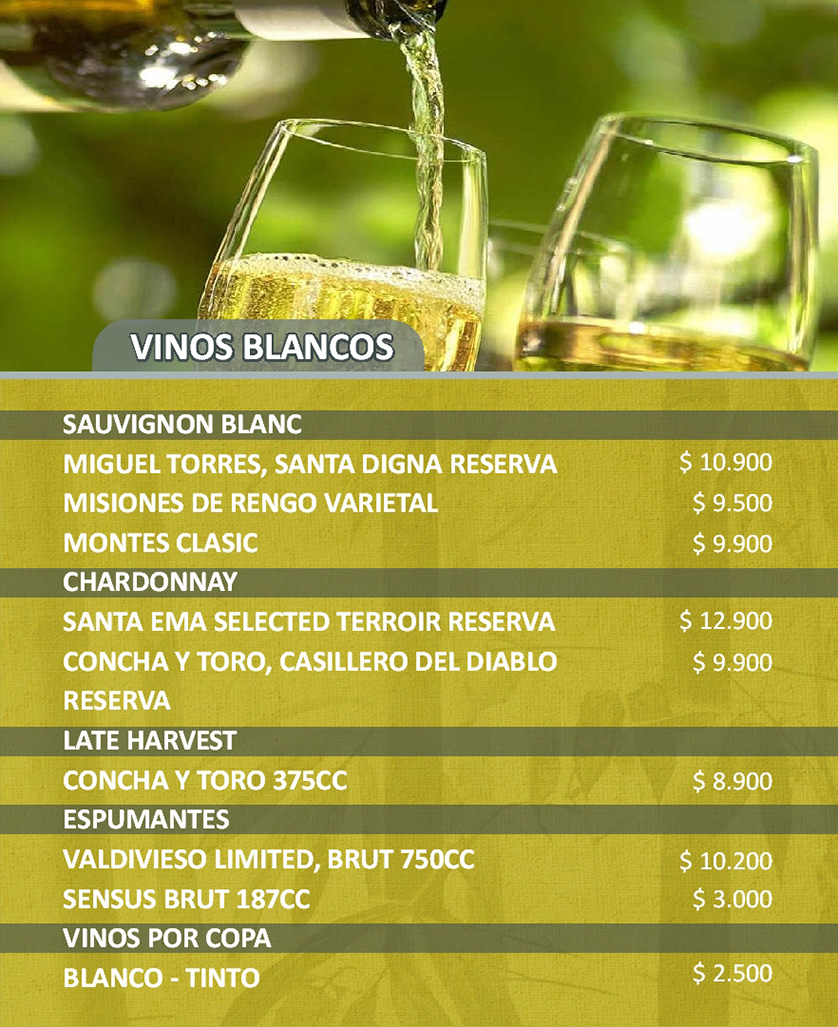 VINOS BLANCOS
SAUVIGNON BLANC
MIGUEL TORRES, SANTA DIGNA RESERVA $ 10.900
MISIONES DE RENGO VARIETAL $ 9.500
MONTES CLASIC $ 9.900
CHARDONNAY
SANTA EMA SELECTED TERROIR RESERVA $ 12.900
CONCHA Y TORO, CASILLERO DEL DIABLO $ 9.900
RESERVA
LATE HARVEST
CONCHA Y TORO 375CC $ 8.900
ESPUMANTES
VALDIVIESO LIMITED, BRUT 750CC $ 10.200
SENSUS BRUT 187CC $ 3.000
VINOS POR COPA
BLANCO - TINTO $ 2.500